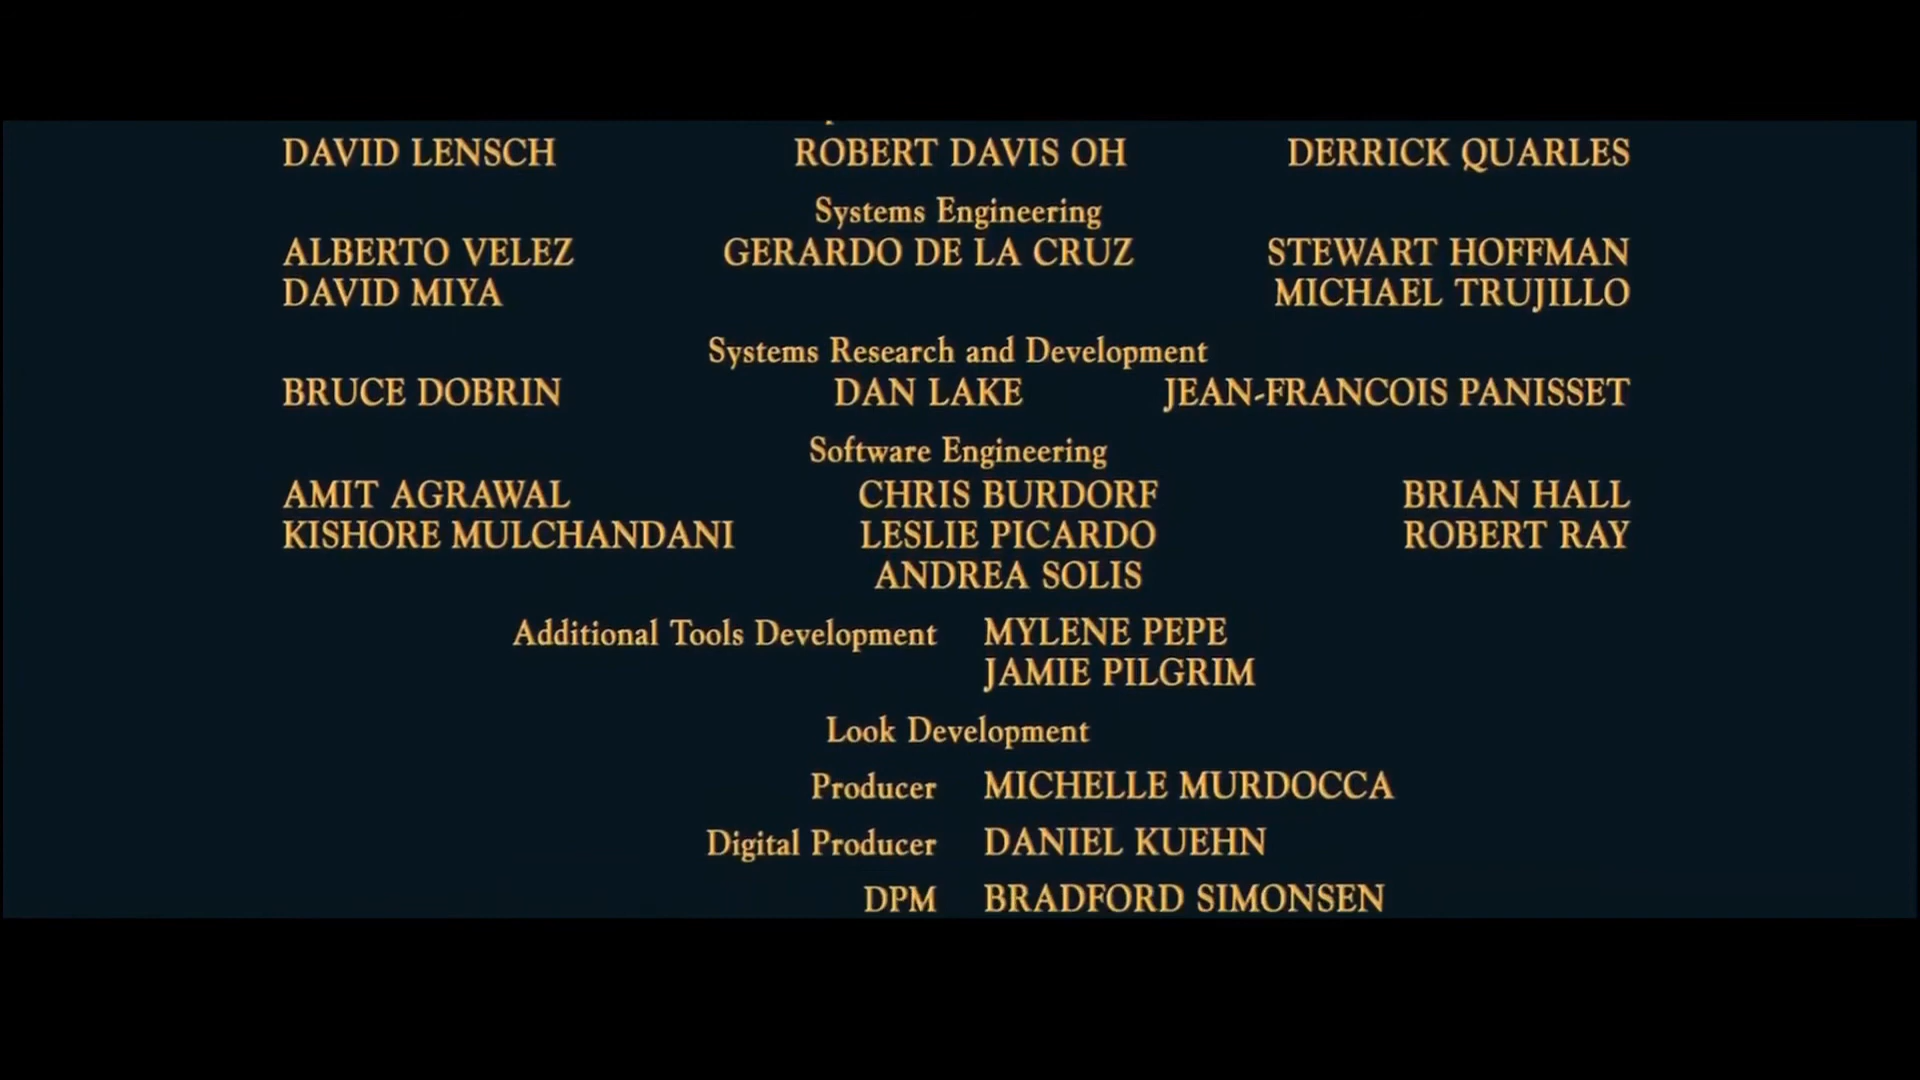 DAVID LENSCH ROBERT DAVIS OH DERRICK QUARLES
Systems Engineering
ALBERTO VELEZ GERARDO DE LA CRUZ STEWART HOFFMAN
DAVID MIYA MICHAEL TRUJILLO
Systems Research and Development
BRUCE DOBRIN DAN LAKE JEAN-FRANCOIS PANISSET
Software Engineering
AMIT AGRAWAL CHRIS BURDORF BRIAN HALL
KISHORE MULCHANDANI LESLIE PICARDO ROBERT RAY
ANDREA SOLIS
Additional Tools Development MYLENE PEPE
JAMIE PILGRIM
Look Development
Producer MICHELLE MURDOCCA
Digital Producer DANIEL KUEHN
DPM BRADFORD SIMONSEN